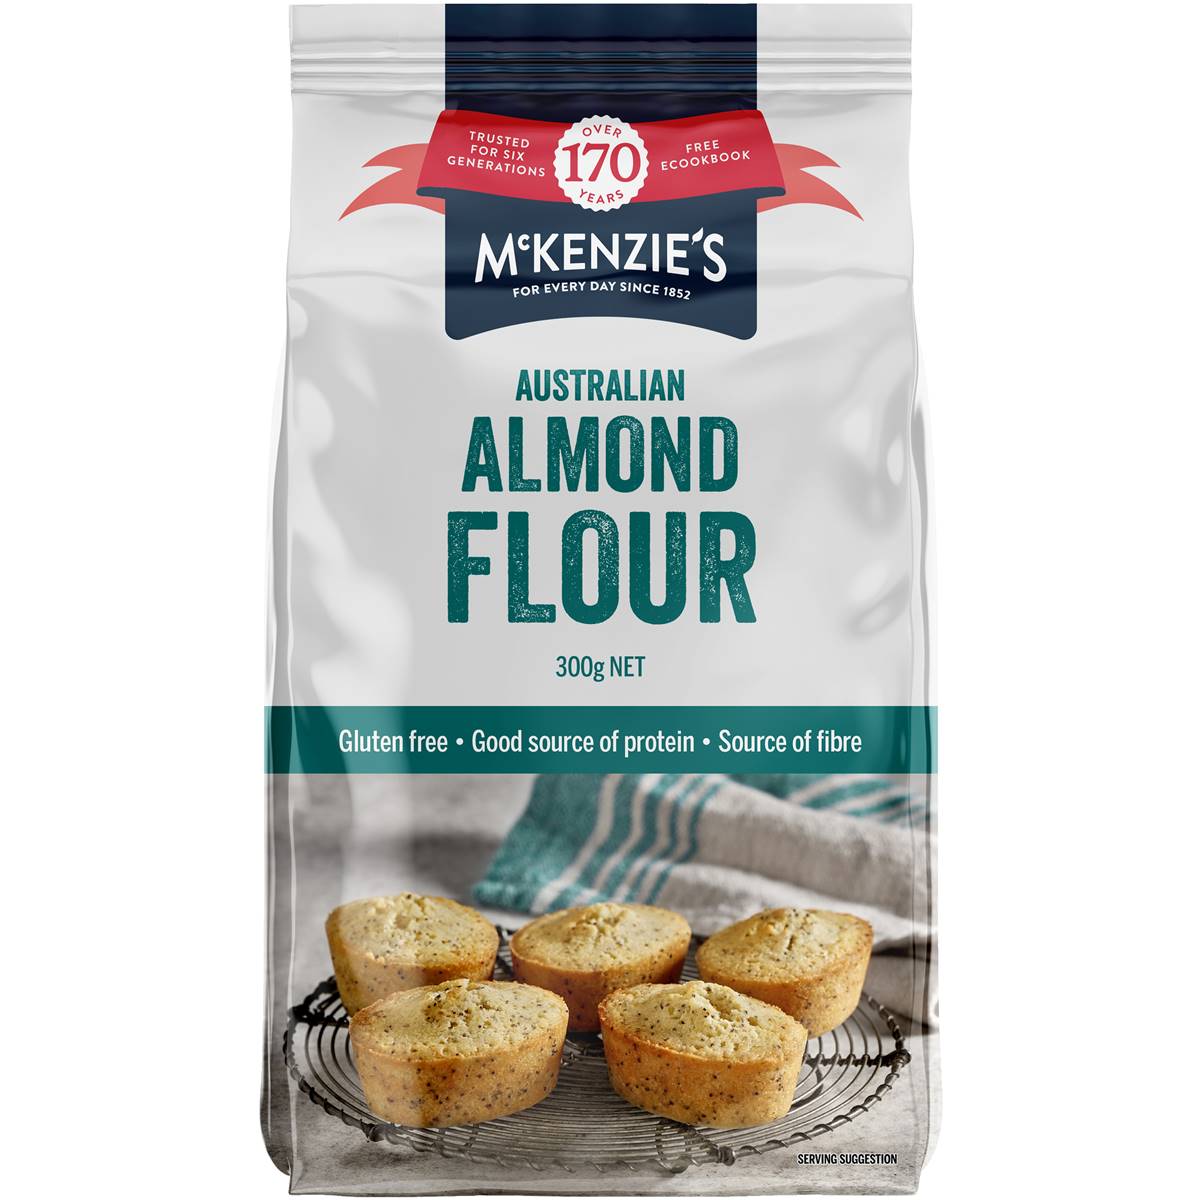 TRUSTED
FOR SIX
GENERATIONS
OVER
170
YEARS
FREE
ECOOKBOOK
McKENZIE'S
FOR EVERY DAY SINCE 1852
AUSTRALIAN
ALMOND
FLOUR
300g NET
Gluten free • Good source of protein • Source of fibre
SERVING SUGGESTION